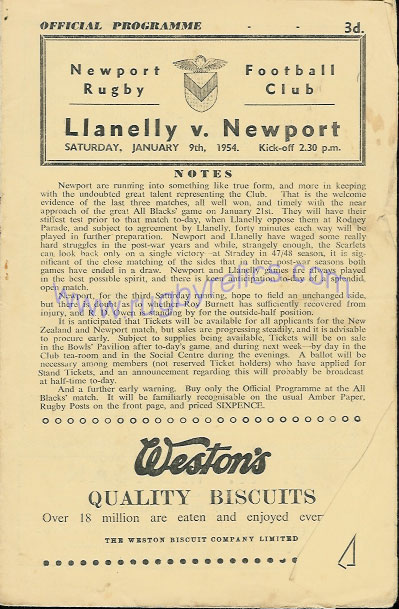 OFFICIAL PROGRAMME - - 3d.
Newport Football
Rugby Club
Llanelly v. Newport
SATURDAY, JANUARY 9th, 1954. Kick-off 2.30 p.m.
NOTES
Newport are running into something like true form, and more in keeping
with the undoubted great talent representing the Club. That is the welcome
evidence of the last three matches, all well won, and timely with the near
approach of the great All Blacks' game on January 21st. They will have their
stiffest test prior to that match to-day, when Llanelly oppose them at Rodney
Parade, and subject to agreement by Llanelly, forty minutes each way will be
played in further preparation. Newport and Llanelly have waged some really
hard struggles in the post-war years and while, strangely enough, the Scarlets
can look back only on a single victory—at Stradey in 47/48 season, it is sig-
nificant of the close matching of the sides that in three post-war seasons both
games have ended in a draw. Newport and Llanelly games are always played
in the best possible spirit, and there is keen anticipation to-day of a splendid,
open match.
Newport, for the third Saturday running, hope to field an unchanged side,
but it will depend on whether Roy Burnett has sufficiently recovered from
injury, and is standing by for the outside-half position.
It is anticipated that Tickets will be available for all applicants for the New
Zealand and Newport match, but sales are progressing steadily, and it is advisable
to procure early. Subject to supplies being available, Tickets will be on sale
in the Bowls' Pavilion after to-day's game, and during next week—by day in the
Club tea-room and in the Social Centre during the evenings. A ballot will be
necessary among members (not reserved Ticket holders) who have applied for
Stand Tickets, and an announcement regarding this will probably be broadcast
at half-time to-day.
And a further early warning. Buy only the Official Programme at the All
Blacks' match. It will be familiarly recognisable on the usual Amber Paper,
Rugby Posts on the front page, and priced SIXPENCE.
www.rugbyrelics.com
Weston's
QUALITY BISCUITS
Over 18 million are eaten and enjoyed ever
THE WESTON BISCUIT COMPANY LIMITED